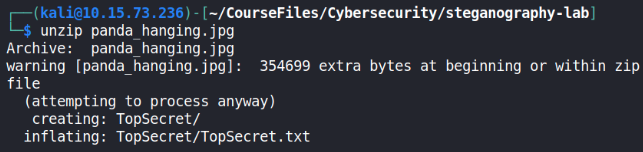 ┌──(kali@10.15.73.236)-[~/CourseFiles/Cybersecurity/steganography-lab]
└─$ unzip panda_hanging.jpg
Archive:  panda_hanging.jpg
warning [panda_hanging.jpg]:  354699 extra bytes at beginning or within zip
file
  (attempting to process anyway)
   creating: TopSecret/
  inflating: TopSecret/TopSecret.txt